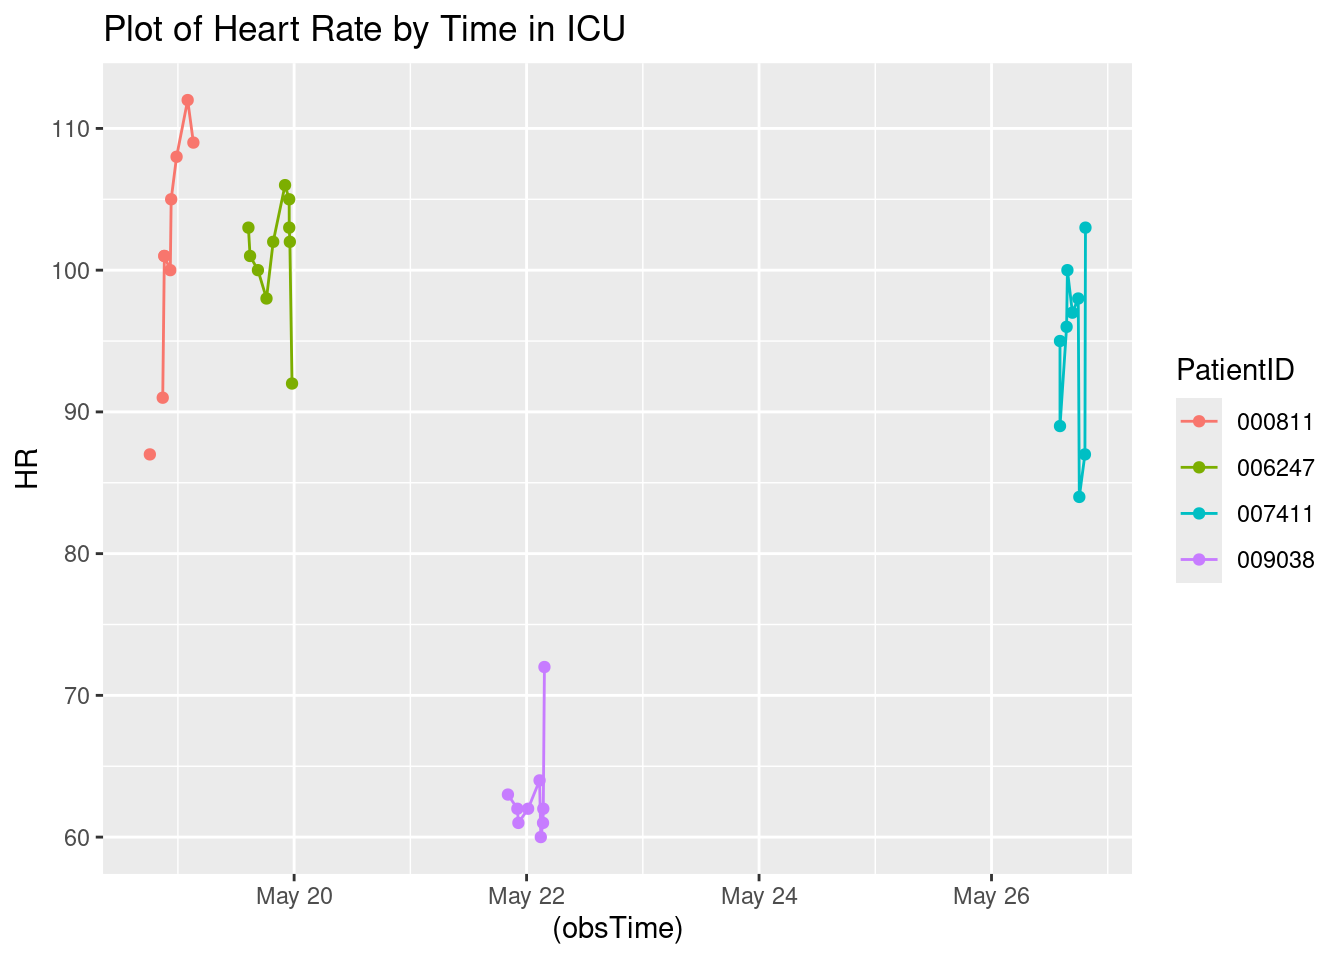 Plot of Heart Rate by Time in ICU
110
100
90
80
70
60
HR
May 20
May 22
May 24
May 26
(obsTime)
PatientID
000811
006247
007411
009038